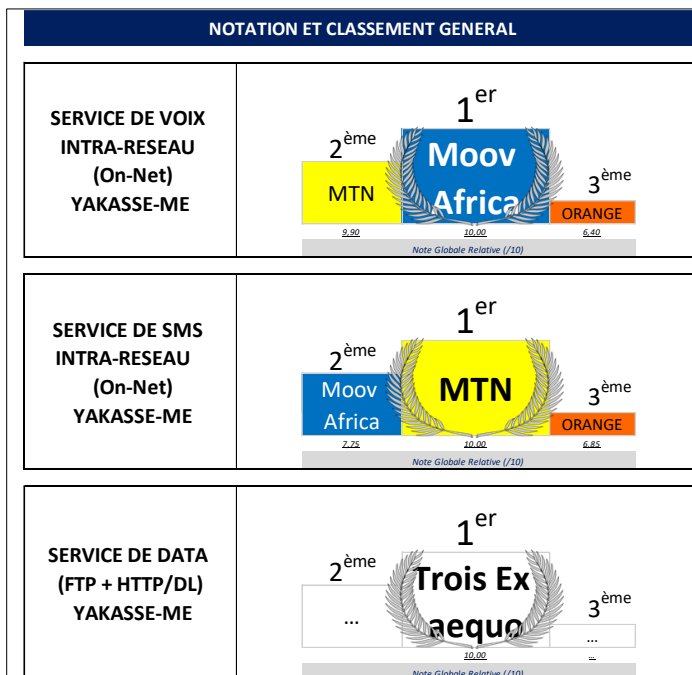 NOTATION ET CLASSEMENT GENERAL
SERVICE DE VOIX
INTRA-RESEAU
(On-Net)
YAKASSE-ME
1er
2ème
Moov
Africa
MTN
3ème
ORANGE
9,90
10,00
6,40
Note Globale Relative (/10)
SERVICE DE SMS
INTRA-RESEAU
(On-Net)
YAKASSE-ME
1er
2ème
Moov
Africa
MTN
3ème
ORANGE
7,75
10,00
6,85
Note Globale Relative (/10)
SERVICE DE DATA
(FTP + HTTP/DL)
YAKASSE-ME
1er
2ème
Trois Ex
aequo
...
3ème
...
10,00
...
Note Globale Relative (/10)